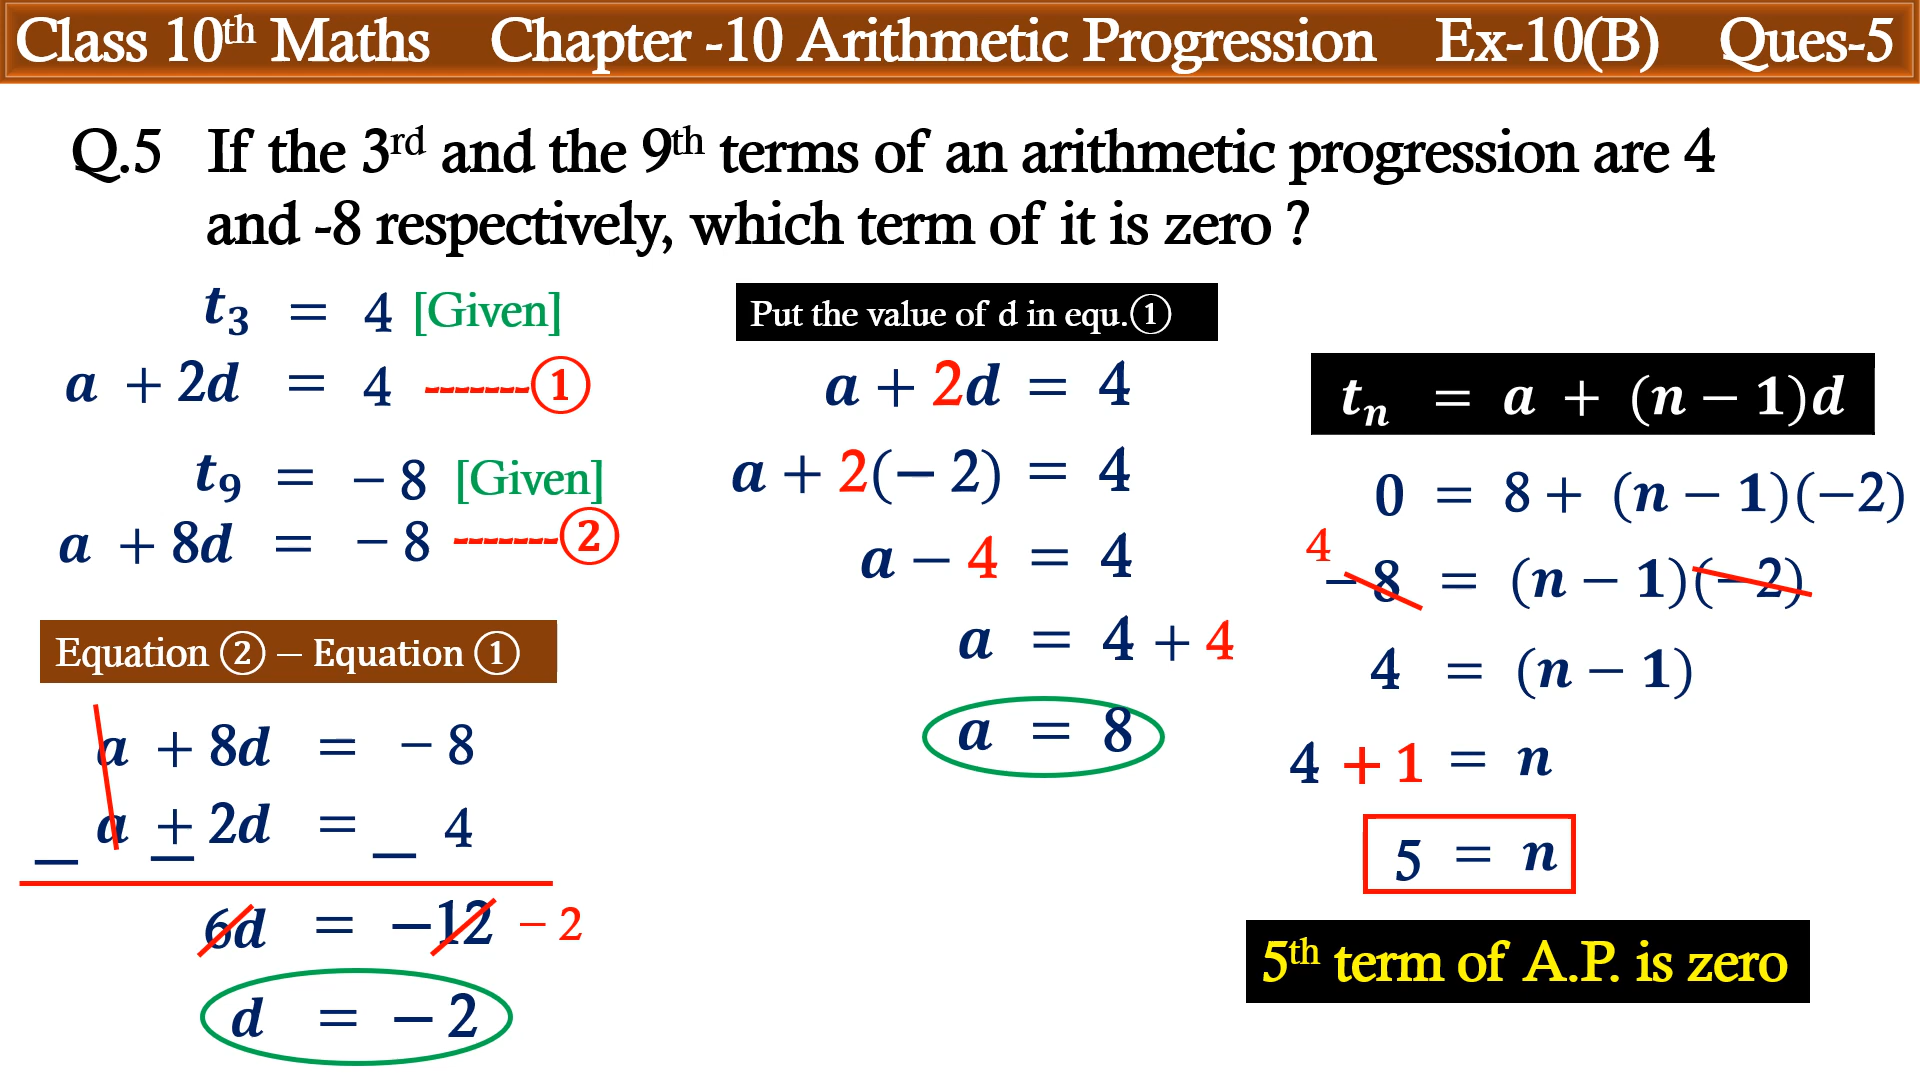 Class 10th Maths Chapter -10 Arithmetic Progression Ex-10(B) Ques-5
Q.5 If the 3rd and the 9th terms of an arithmetic progression are 4
and -8 respectively, which term of it is zero ?
t₃ = 4 [Given]
a + 2d = 4 -------①
t₉ = − 8 [Given]
a + 8d = − 8 -------②
Equation ② − Equation ①
a + 8d = − 8
a + 2d = 4
− − −
6d = −12 − 2
d = − 2
Put the value of d in equ.①
a + 2d = 4
a + 2(− 2) = 4
a − 4 = 4
a = 4 + 4
a = 8
tₙ = a + (n − 1)d
0 = 8 + (n − 1)(−2)
4
− 8 = (n − 1)(− 2)
4 = (n − 1)
4 + 1 = n
5 = n
5th term of A.P. is zero